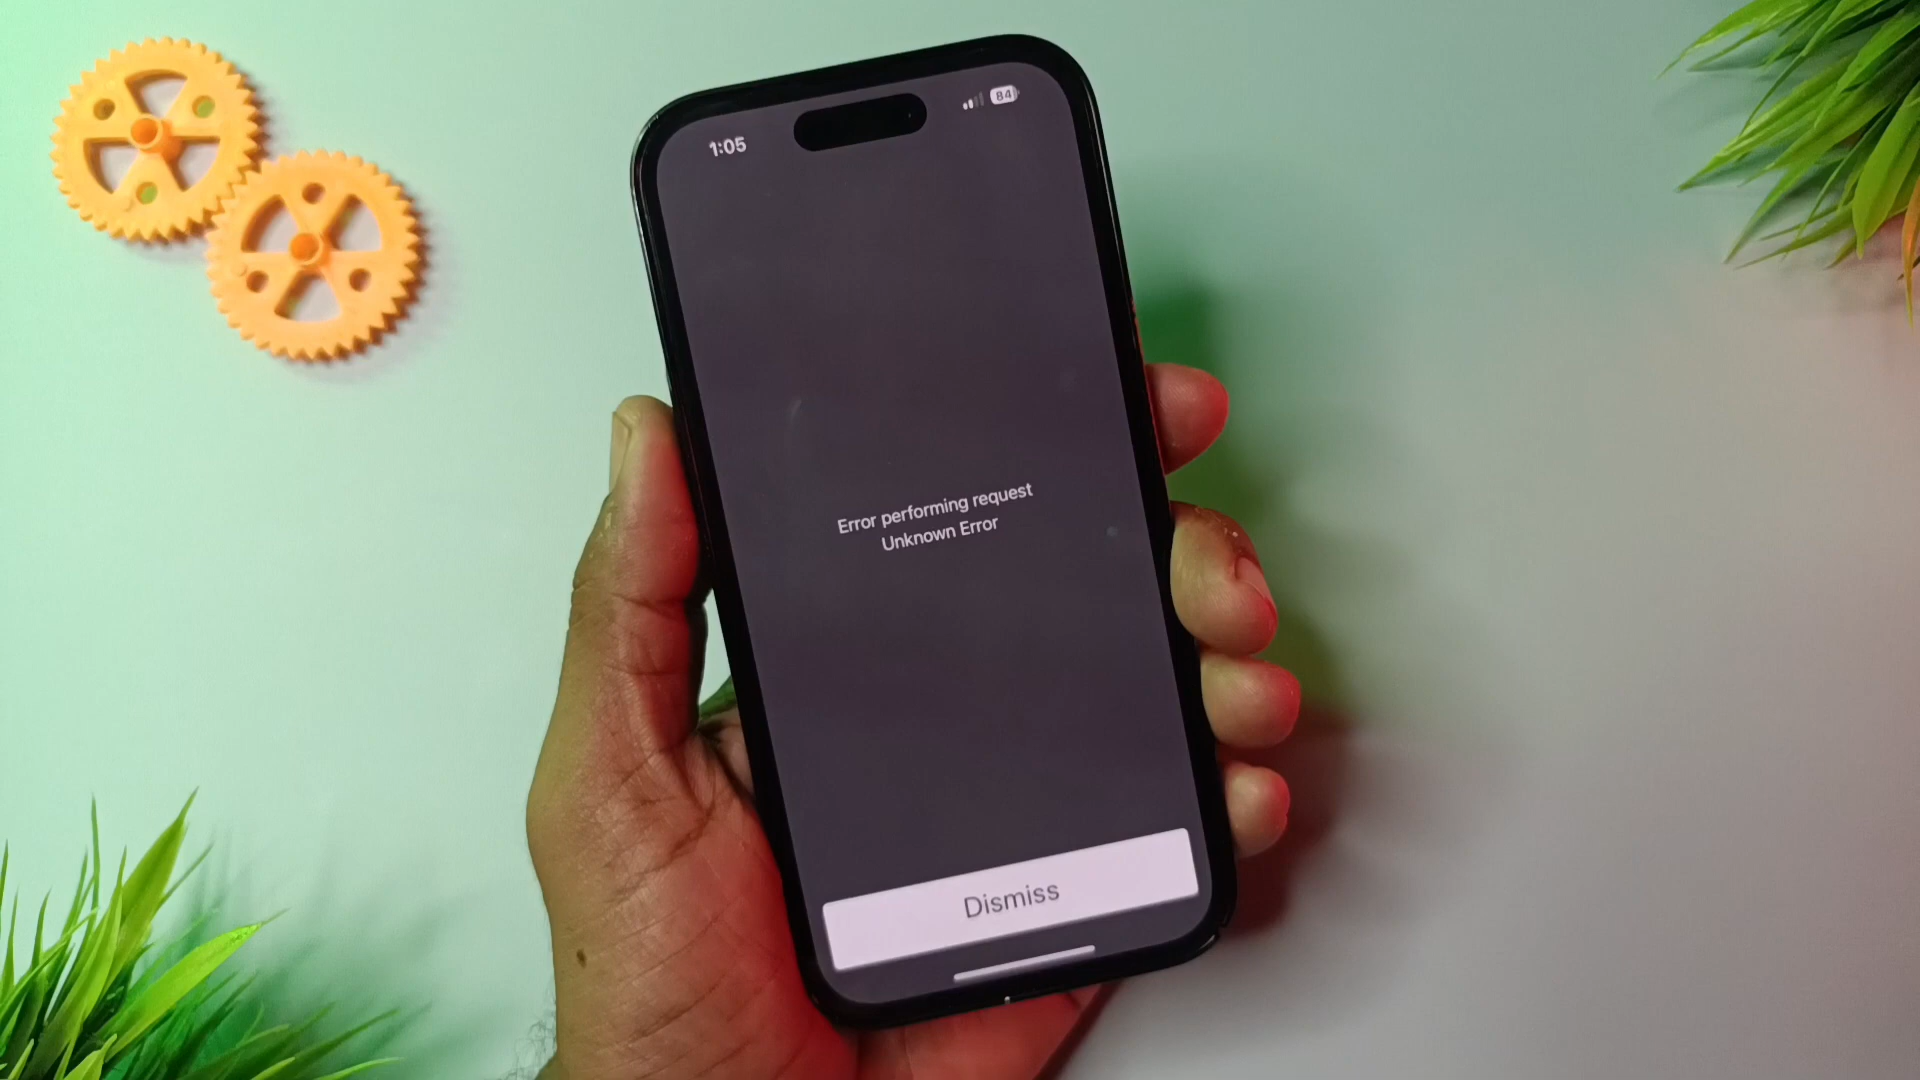 1:05
84
Error performing request
Unknown Error
Dismiss